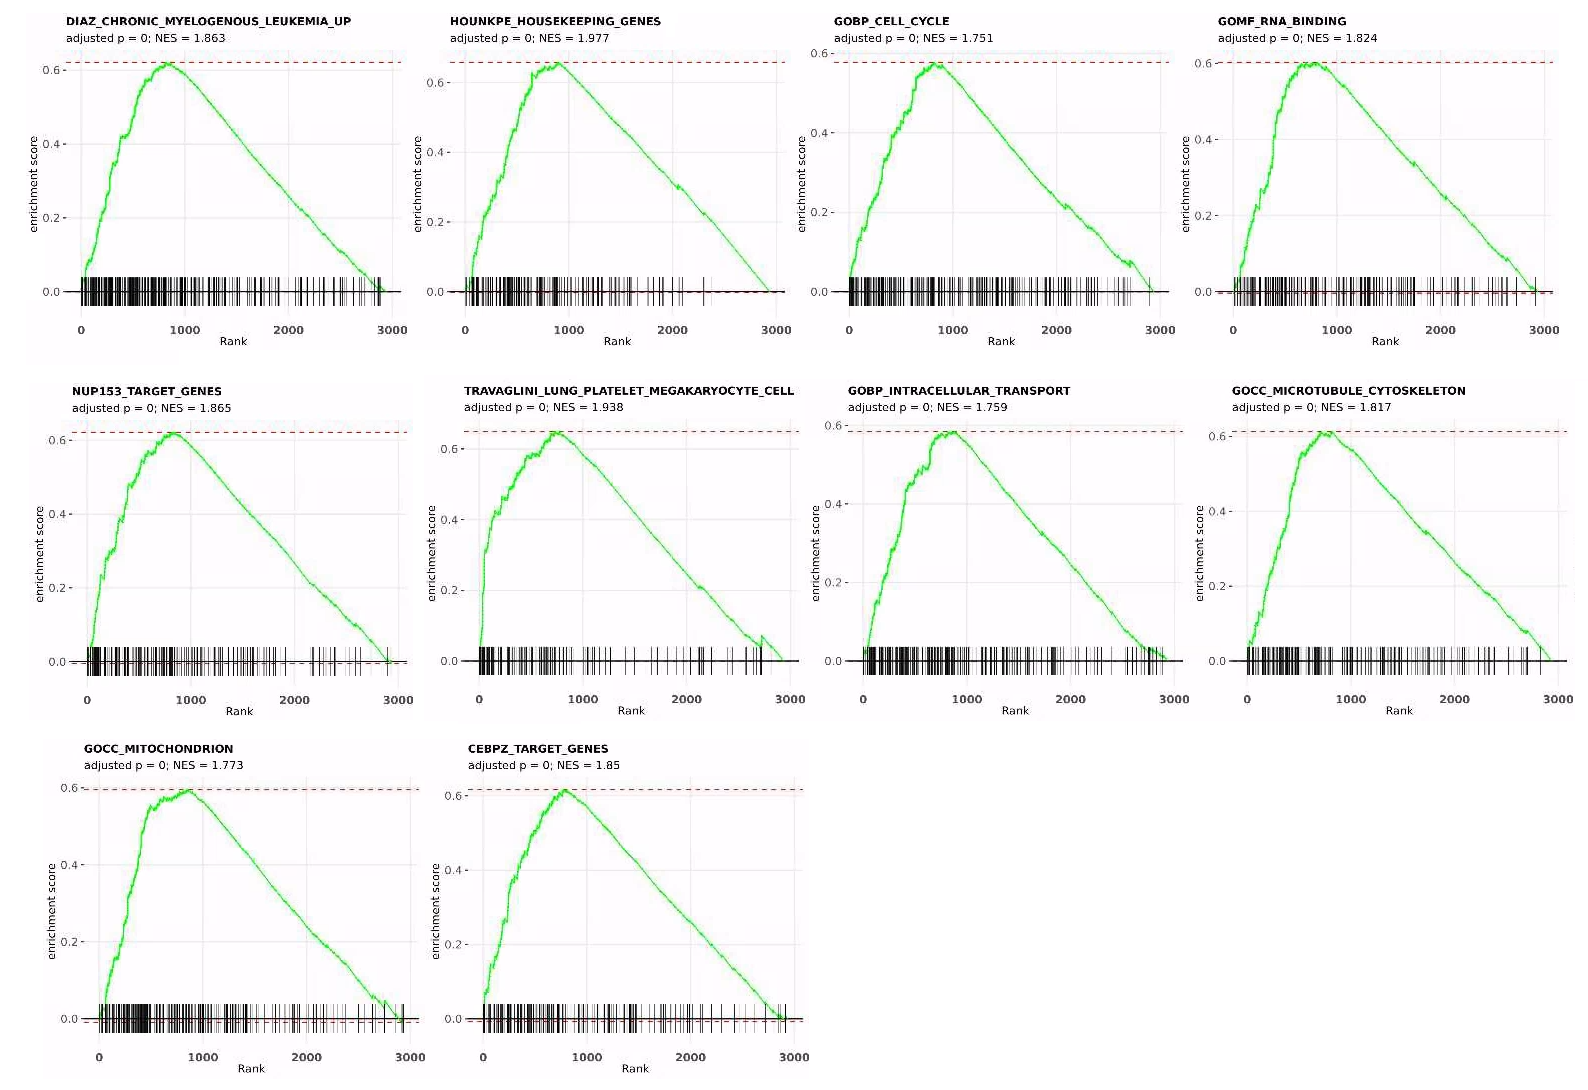 DIAZ_CHRONIC_MYELOGENOUS_LEUKEMIA_UP
adjusted p = 0; NES = 1.863
0.6
0.4
0.2
0.0
enrichment score
0 1000 2000 3000
Rank
HOUNKPE_HOUSEKEEPING_GENES
adjusted p = 0; NES = 1.977
0.6
0.4
0.2
0.0
enrichment score
0 1000 2000 3000
Rank
GOBP_CELL_CYCLE
adjusted p = 0; NES = 1.751
0.6
0.4
0.2
0.0
enrichment score
0 1000 2000 3000
Rank
GOMF_RNA_BINDING
adjusted p = 0; NES = 1.824
0.6
0.4
0.2
0.0
enrichment score
0 1000 2000 3000
Rank
NUP153_TARGET_GENES
adjusted p = 0; NES = 1.865
0.6
0.4
0.2
0.0
enrichment score
0 1000 2000 3000
Rank
TRAVAGLINI_LUNG_PLATELET_MEGAKARYOCYTE_CELL
adjusted p = 0; NES = 1.938
0.6
0.4
0.2
0.0
enrichment score
0 1000 2000 3000
Rank
GOBP_INTRACELLULAR_TRANSPORT
adjusted p = 0; NES = 1.759
0.6
0.4
0.2
0.0
enrichment score
0 1000 2000 3000
Rank
GOCC_MICROTUBULE_CYTOSKELETON
adjusted p = 0; NES = 1.817
0.6
0.4
0.2
0.0
enrichment score
0 1000 2000 3000
Rank
GOCC_MITOCHONDRION
adjusted p = 0; NES = 1.773
0.6
0.4
0.2
0.0
enrichment score
0 1000 2000 3000
Rank
CEBPZ_TARGET_GENES
adjusted p = 0; NES = 1.85
0.6
0.4
0.2
0.0
enrichment score
0 1000 2000 3000
Rank